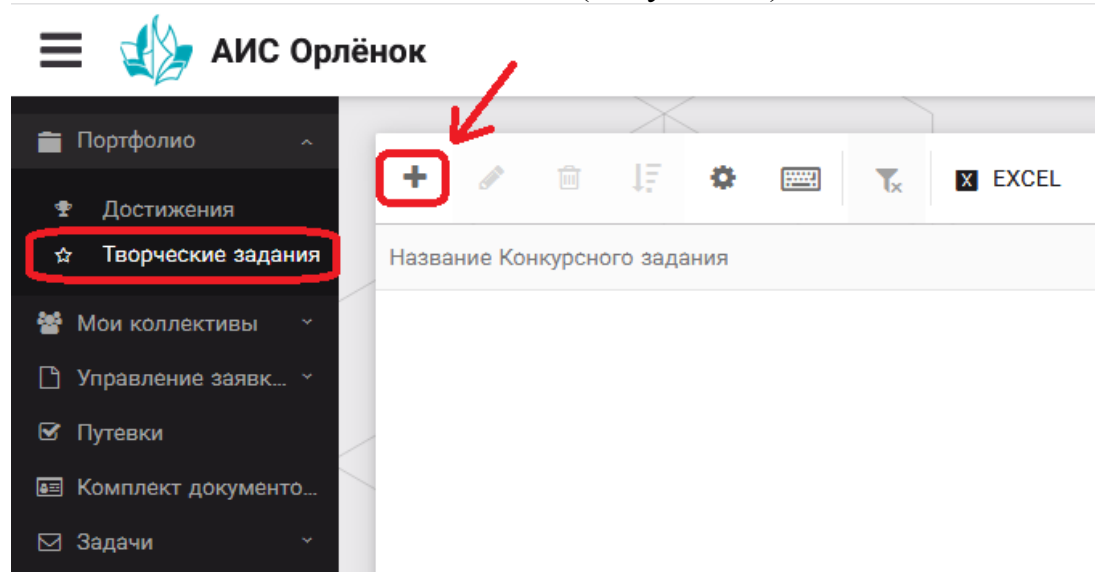 АИС Орлёнок
Портфолио
Достижения
Творческие задания
Мои коллективы
Управление заявк...
Путевки
Комплект документо...
Задачи
EXCEL
Название Конкурсного задания